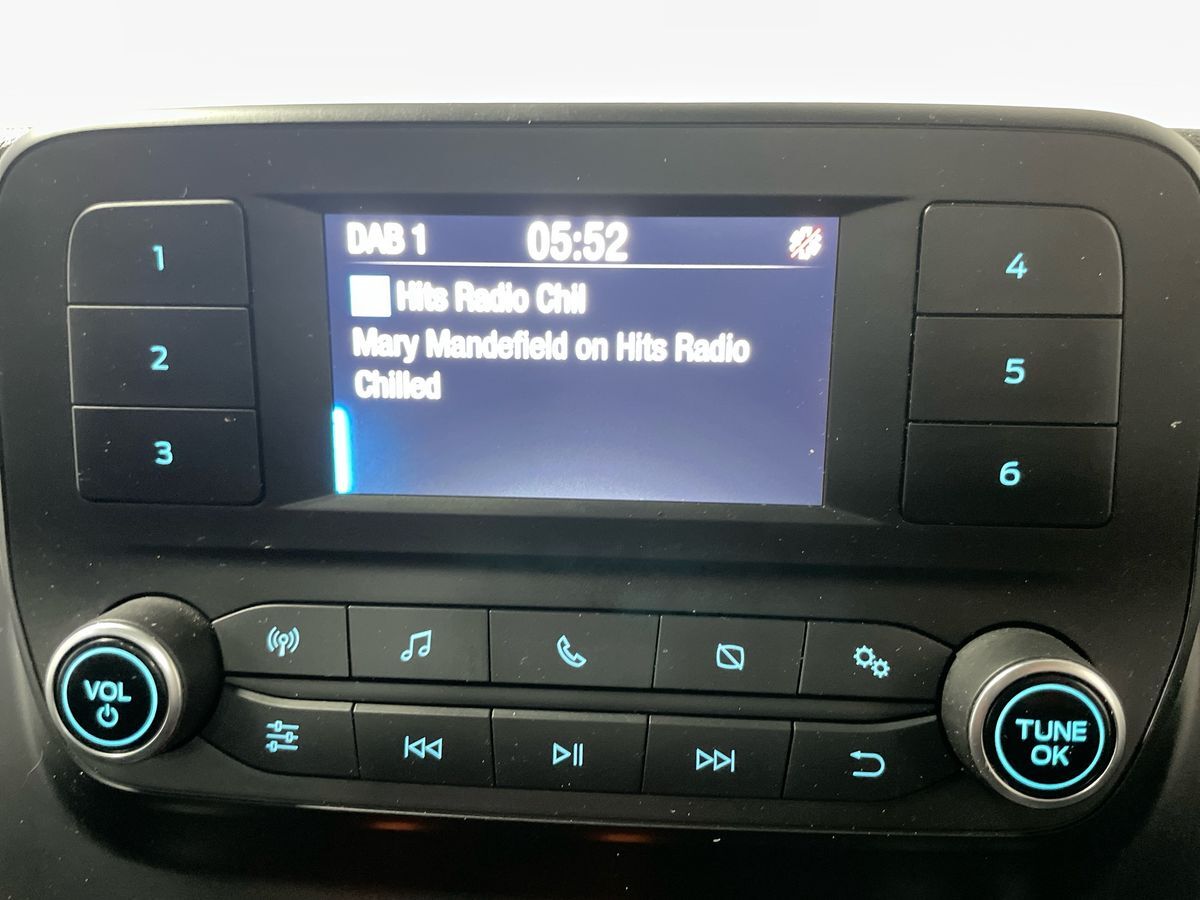 DAB 1 05:52
Hits Radio Chil
Mary Mandefield on Hits Radio
Chilled
1
2
3
4
5
6
VOL
TUNE
OK